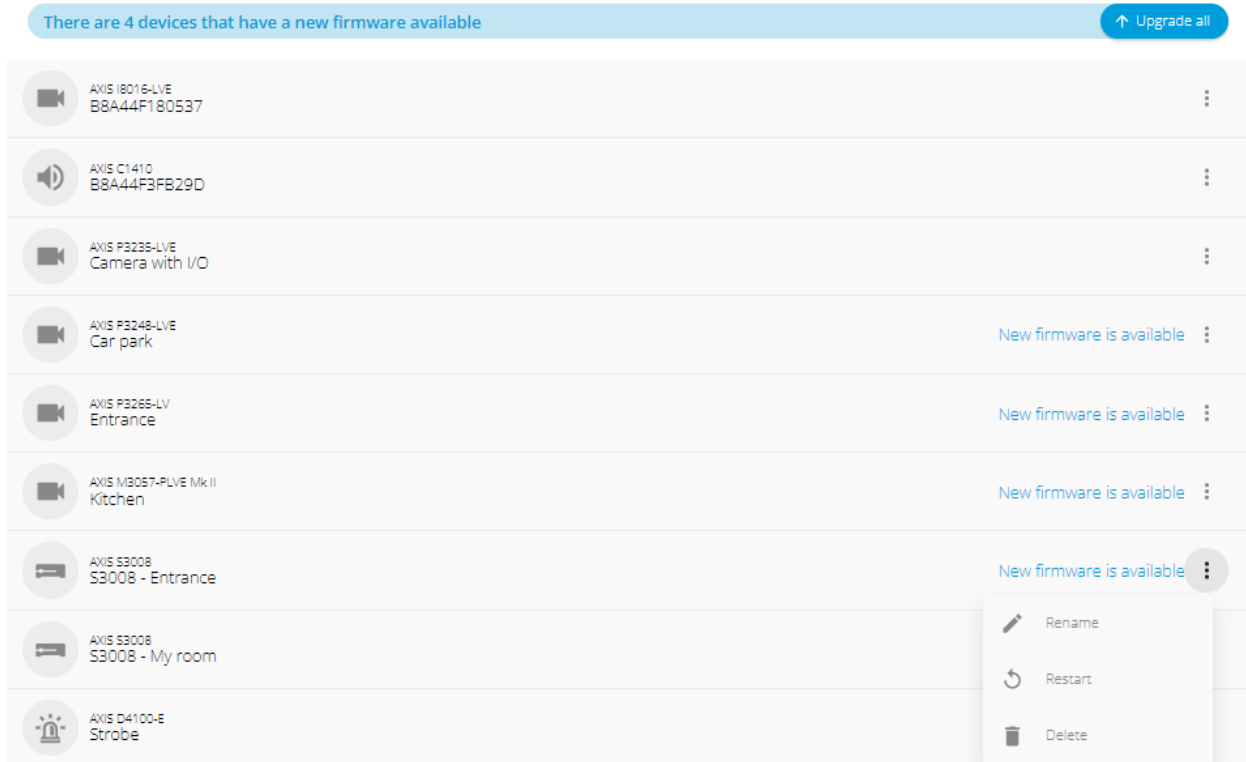 There are 4 devices that have a new firmware available
Upgrade all
AXIS I8016-LVE
B8A44F180537
AXIS C1410
B8A44F3FB29D
AXIS P3235-LVE
Camera with I/O
AXIS P3248-LVE
Car park
New firmware is available
AXIS P3265-LV
Entrance
New firmware is available
AXIS M3057-PLVE Mk II
Kitchen
New firmware is available
AXIS S3008
S3008 - Entrance
New firmware is available
Rename
AXIS S3008
S3008 - My room
Restart
AXIS D4100-E
Strobe
Delete